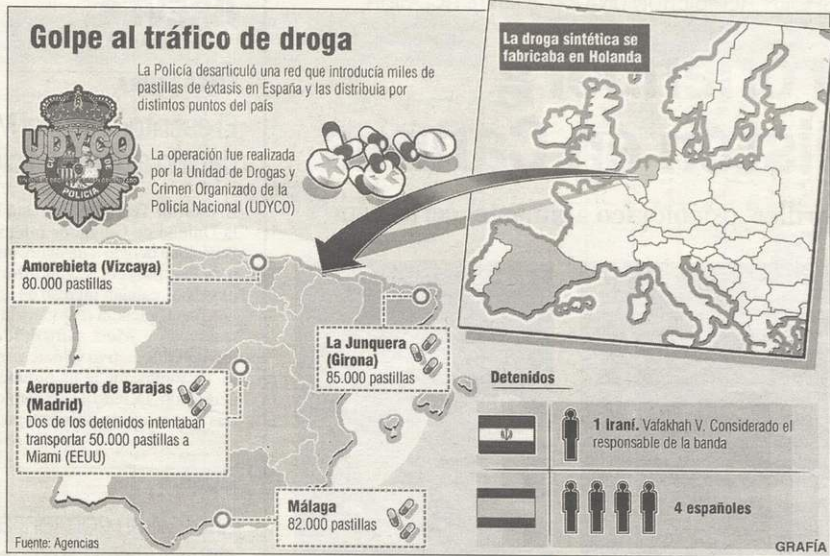 Golpe al tráfico de droga
La Policía desarticuló una red que introducía miles de
pastillas de éxtasis en España y las distribuia por
distintos puntos del país
UDYCO
POLICIA
La operación fue realizada
por la Unidad de Drogas y
Crimen Organizado de la
Policía Nacional (UDYCO)
La droga sintética se
fabricaba en Holanda
Amorebieta (Vizcaya)
80.000 pastillas
La Junquera
(Girona)
85.000 pastillas
Aeropuerto de Barajas
(Madrid)
Dos de los detenidos intentaban
transportar 50.000 pastillas a
Miami (EEUU)
Málaga
82.000 pastillas
Detenidos
1 iraní. Vafakhah V. Considerado el
responsable de la banda
4 españoles
Fuente: Agencias
GRAFÍA